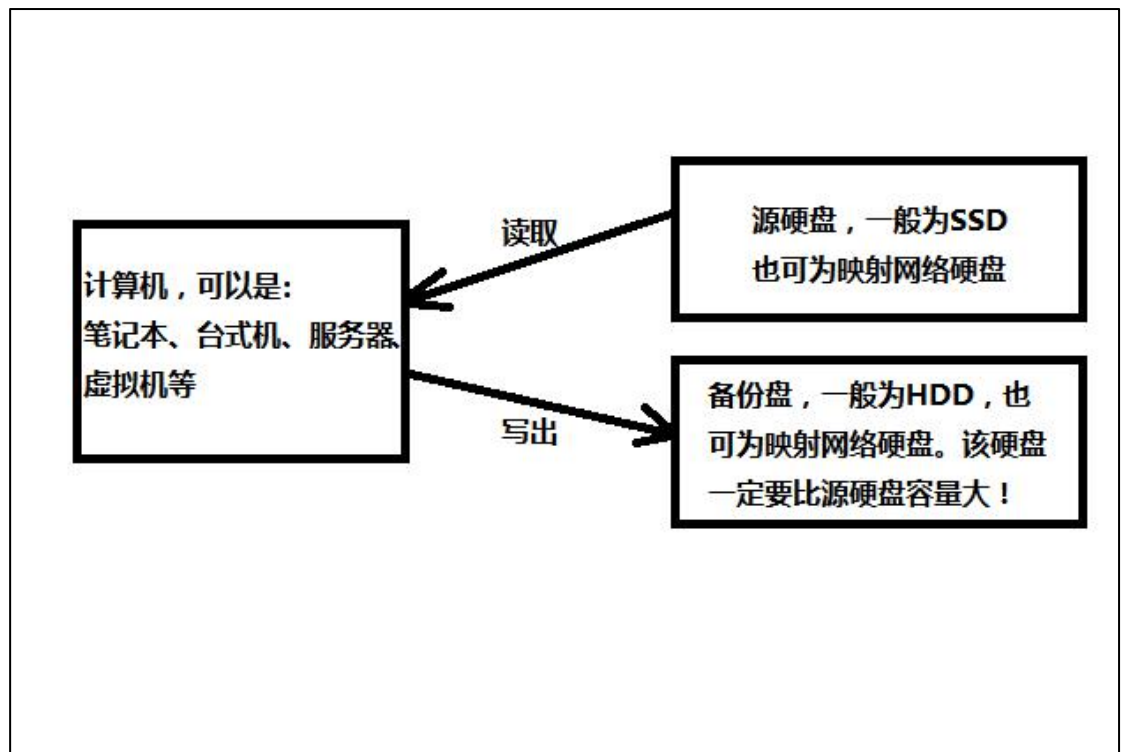 计算机，可以是:
笔记本、台式机、服务器、
虚拟机等
读取
写出
源硬盘，一般为SSD
也可为映射网络硬盘
备份盘，一般为HDD，也
可为映射网络硬盘。该硬盘
一定要比源硬盘容量大！